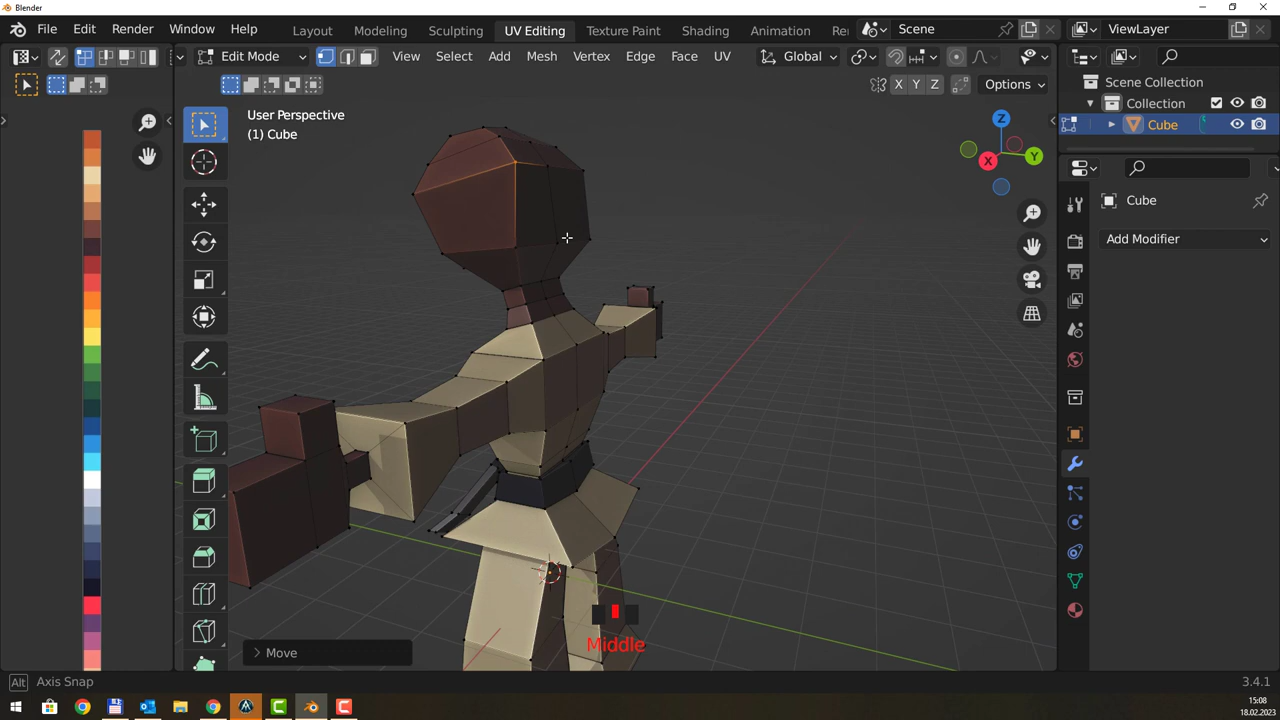 Blender
File Edit Render Window Help Layout Modeling Sculpting UV Editing Texture Paint Shading Animation Re Scene ViewLayer
Edit Mode View Select Add Mesh Vertex Edge Face UV Global
X Y Z Options
User Perspective
(1) Cube
Z
Y
X
Scene Collection
Collection
Cube
Cube
Add Modifier
Middle
Move
Alt Axis Snap 3.4.1
15:08
18.02.2023